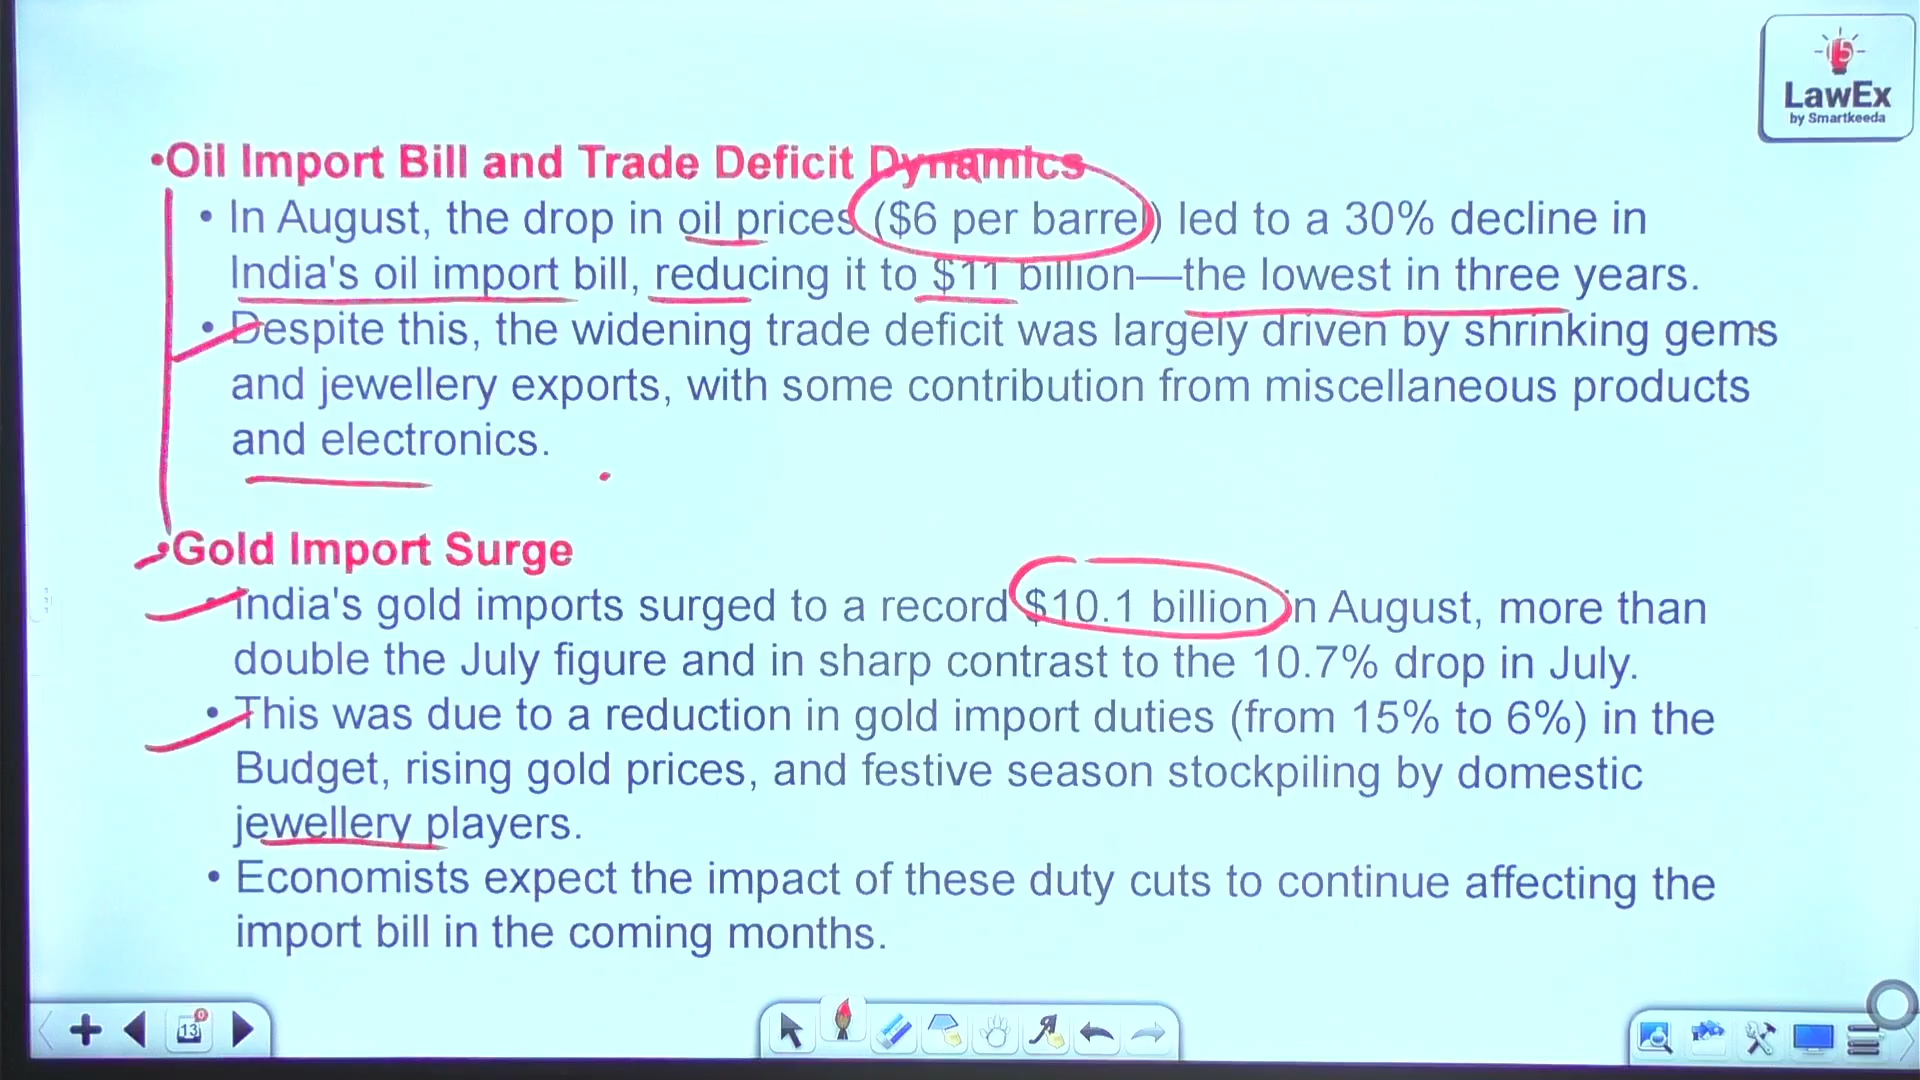 LawEx
by Smartkeeda
•Oil Import Bill and Trade Deficit Dynamics
• In August, the drop in oil prices ($6 per barrel) led to a 30% decline in
India's oil import bill, reducing it to $11 billion—the lowest in three years.
• Despite this, the widening trade deficit was largely driven by shrinking gems
and jewellery exports, with some contribution from miscellaneous products
and electronics.
•Gold Import Surge
• India's gold imports surged to a record $10.1 billion in August, more than
double the July figure and in sharp contrast to the 10.7% drop in July.
• This was due to a reduction in gold import duties (from 15% to 6%) in the
Budget, rising gold prices, and festive season stockpiling by domestic
jewellery players.
• Economists expect the impact of these duty cuts to continue affecting the
import bill in the coming months.
13
0